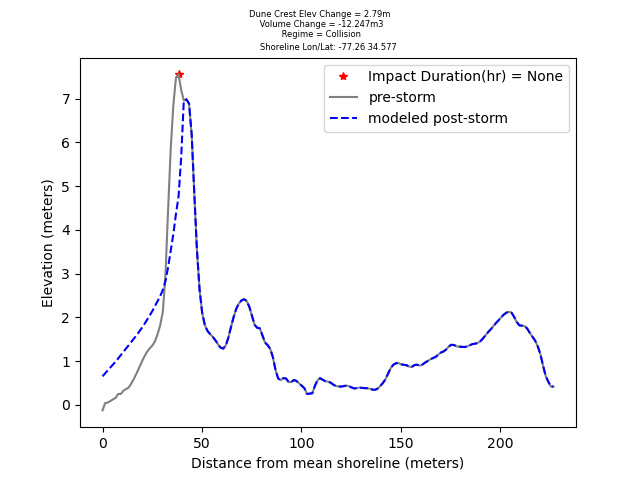 Dune Crest Elev Change = 2.79m
Volume Change = -12.247m3
Regime = Collision
Shoreline Lon/Lat: -77.26 34.577
Impact Duration(hr) = None
pre-storm
modeled post-storm
Elevation (meters)
7
6
5
4
3
2
1
0
0 50 100 150 200
Distance from mean shoreline (meters)